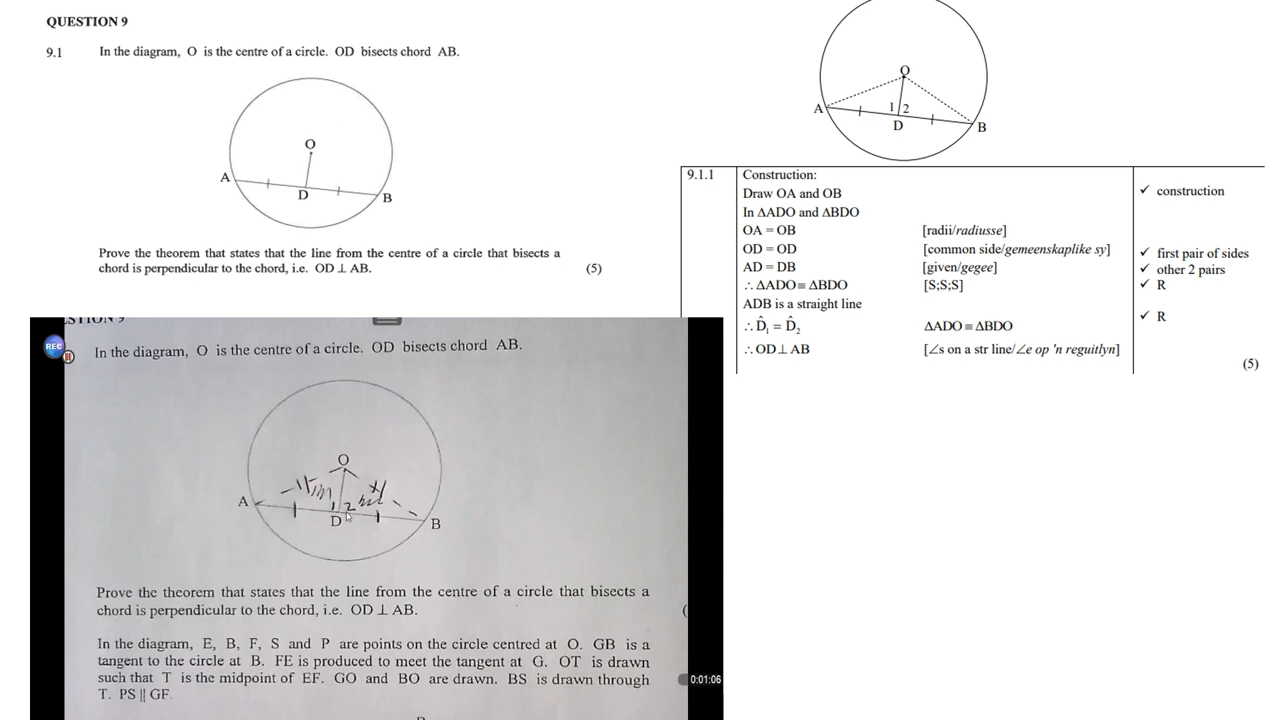 QUESTION 9
9.1 In the diagram, O is the centre of a circle. OD bisects chord AB.
O
A
D
B
Prove the theorem that states that the line from the centre of a circle that bisects a
chord is perpendicular to the chord, i.e. OD ⊥ AB. (5)
O
A
1 2
D
B
9.1.1 Construction:
Draw OA and OB ✓ construction
In ΔADO and ΔBDO
OA = OB [radii/radiusse]
OD = OD [common side/gemeenskaplike sy] ✓ first pair of sides
AD = DB [given/gegee] ✓ other 2 pairs
∴ ΔADO ≡ ΔBDO [S;S;S] ✓ R
ADB is a straight line
∴ D̂₁ = D̂₂ ΔADO ≡ ΔBDO ✓ R
∴ OD ⊥ AB [∠s on a str line/∠e op 'n reguitlyn]
(5)
REC
In the diagram, O is the centre of a circle. OD bisects chord AB.
O
A
1 2
D
B
Prove the theorem that states that the line from the centre of a circle that bisects a
chord is perpendicular to the chord, i.e. OD ⊥ AB. (
In the diagram, E, B, F, S and P are points on the circle centred at O. GB is a
tangent to the circle at B. FE is produced to meet the tangent at G. OT is drawn
such that T is the midpoint of EF. GO and BO are drawn. BS is drawn through
T. PS || GF.
0:01:06